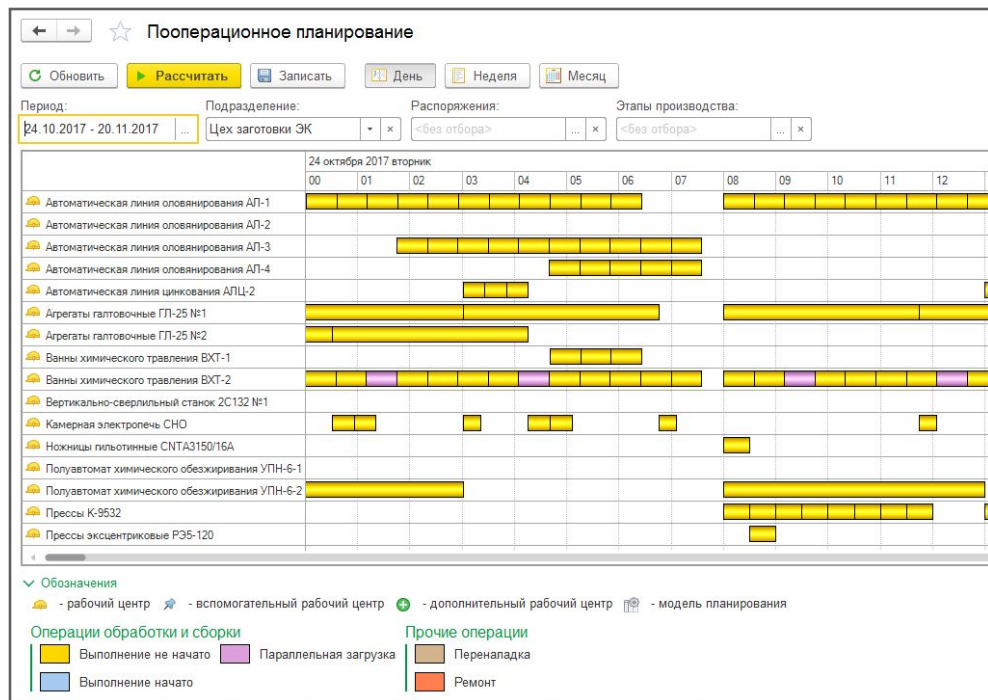 Пооперационное планирование
Обновить Рассчитать Записать День Неделя Месяц
Период: Подразделение: Распоряжения: Этапы производства:
24.10.2017 - 20.11.2017 ... Цех заготовки ЭК × <без отбора> ... × <без отбора> ... ×
24 октября 2017 вторник
00 01 02 03 04 05 06 07 08 09 10 11 12
Автоматическая линия оловянирования АЛ-1
Автоматическая линия оловянирования АЛ-2
Автоматическая линия оловянирования АЛ-3
Автоматическая линия оловянирования АЛ-4
Автоматическая линия цинкования АЛЦ-2
Агрегаты галтовочные ГЛ-25 №1
Агрегаты галтовочные ГЛ-25 №2
Ванны химического травления ВХТ-1
Ванны химического травления ВХТ-2
Вертикально-сверлильный станок 2С132 №1
Камерная электропечь СНО
Ножницы гильотинные CNTA3150/16A
Полуавтомат химического обезжиривания УПН-6-1
Полуавтомат химического обезжиривания УПН-6-2
Прессы К-9532
Прессы эксцентриковые РЭ5-120
Обозначения
- рабочий центр - вспомогательный рабочий центр - дополнительный рабочий центр - модель планирования
Операции обработки и сборки Прочие операции
Выполнение не начато Параллельная загрузка Переналадка
Выполнение начато Ремонт